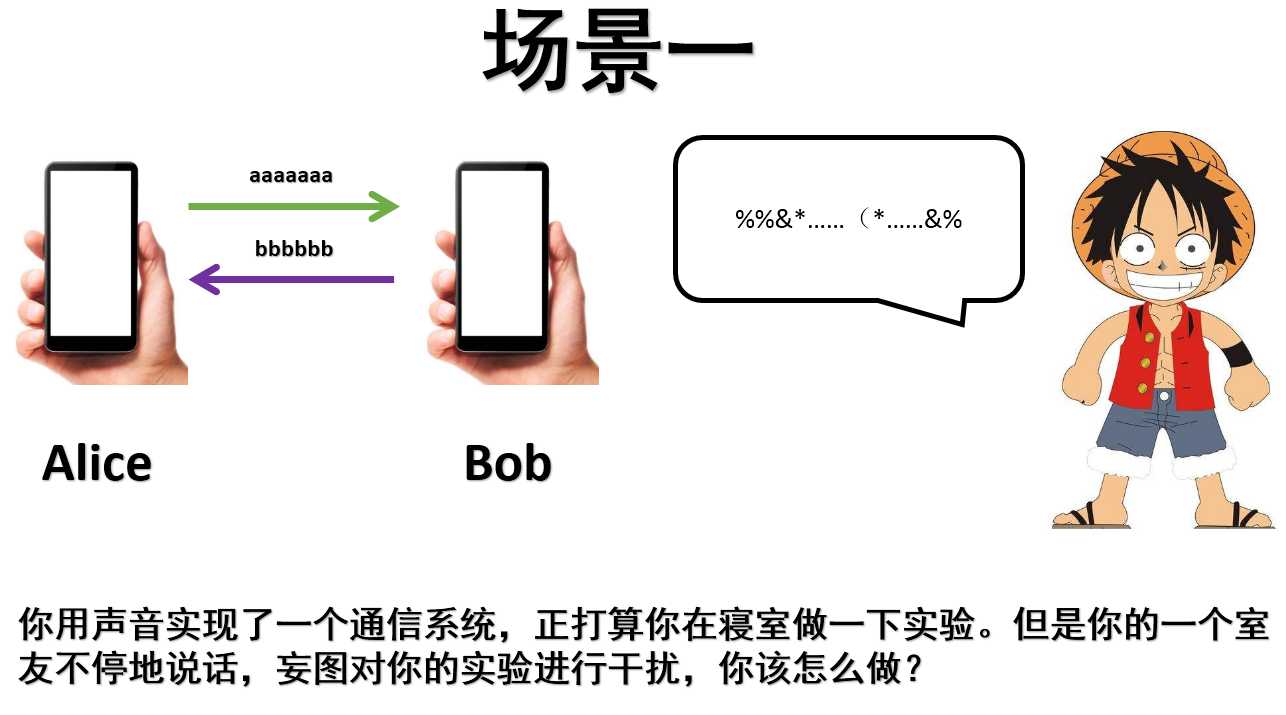 场景一
aaaaaaa
bbbbbb
%%&*……（*……&%
Alice
Bob
你用声音实现了一个通信系统，正打算你在寝室做一下实验。但是你的一个室
友不停地说话，妄图对你的实验进行干扰，你该怎么做？